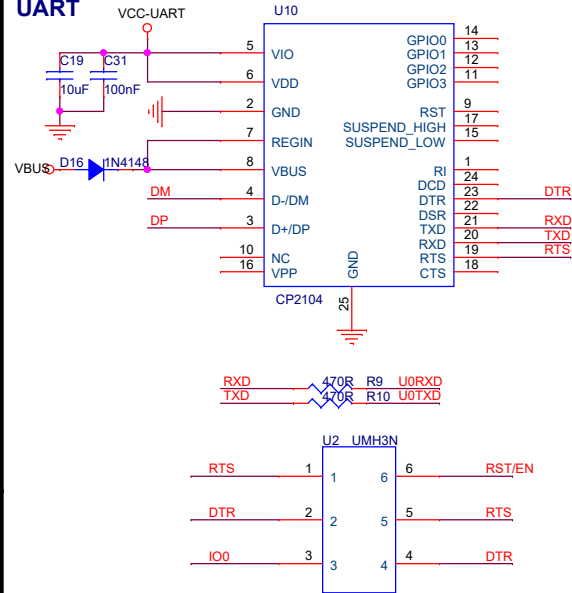 UART
VCC-UART
U10
5 VIO GPIO0 14
GPIO1 13
C19 C31 GPIO2 12
6 VDD GPIO3 11
10uF 100nF
2 GND RST 9
SUSPEND_HIGH 17
7 REGIN SUSPEND_LOW 15
VBUS D16 1N4148 8 VBUS RI 1
DCD 24
DM 4 D-/DM DTR 23 DTR
DSR 22
DP 3 D+/DP TXD 21 RXD
RXD 20 TXD
10 NC RTS 19 RTS
16 VPP GND CTS 18
CP2104 25
RXD 470R R9 U0RXD
TXD 470R R10 U0TXD
U2 UMH3N
RTS 1 1 6 6 RST/EN
DTR 2 2 5 5 RTS
IO0 3 3 4 4 DTR